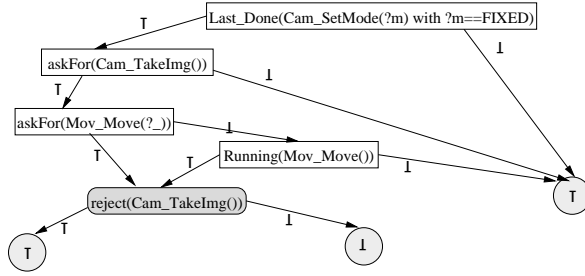 Last_Done(Cam_SetMode(?m) with ?m==FIXED)
T
⊥
askFor(Cam_TakeImg())
⊥
T
askFor(Mov_Move(?_))
⊥
T
Running(Mov_Move())
T
⊥
reject(Cam_TakeImg())
T
T
⊥
T
⊥